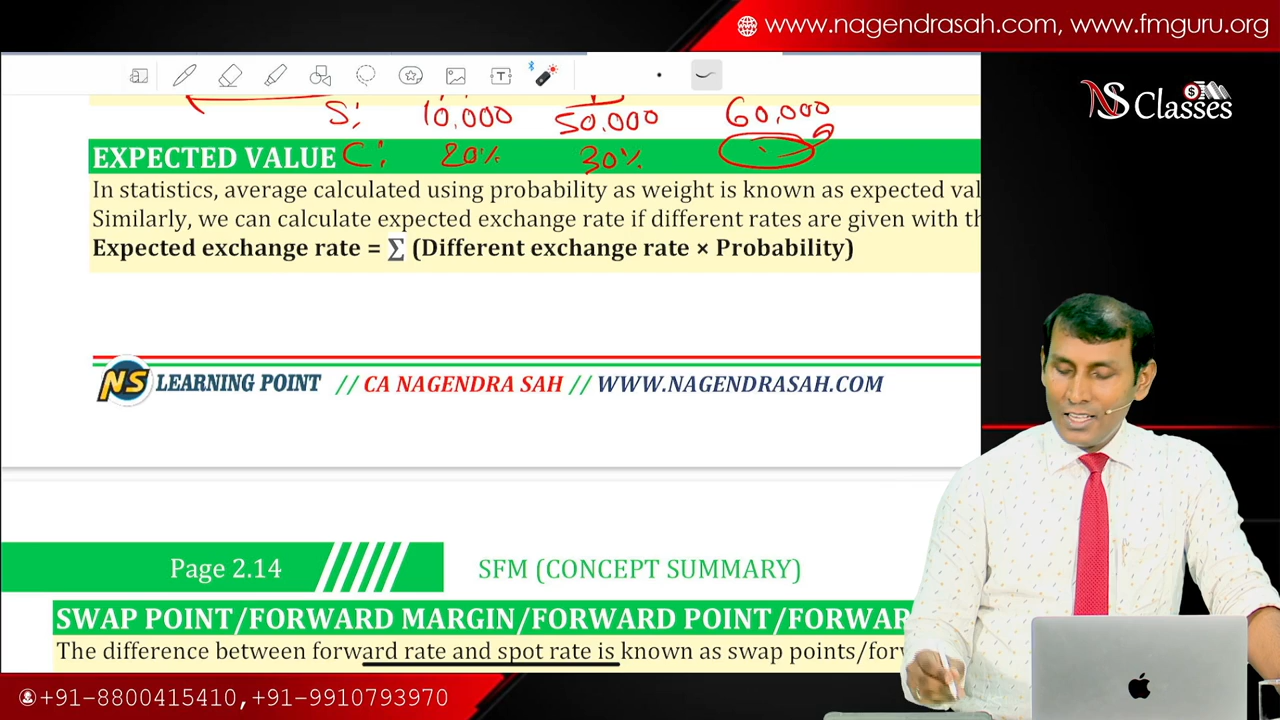 www.nagendrasah.com, www.fmguru.org
NS Classes
S: 10,000 50.000 60,000
EXPECTED VALUE C: 20% 30%
In statistics, average calculated using probability as weight is known as expected val
Similarly, we can calculate expected exchange rate if different rates are given with th
Expected exchange rate = ∑ (Different exchange rate × Probability)
NS LEARNING POINT // CA NAGENDRA SAH // WWW.NAGENDRASAH.COM
Page 2.14 SFM (CONCEPT SUMMARY)
SWAP POINT/FORWARD MARGIN/FORWARD POINT/FORWAR
The difference between forward rate and spot rate is known as swap points/forw
+91-8800415410,+91-9910793970